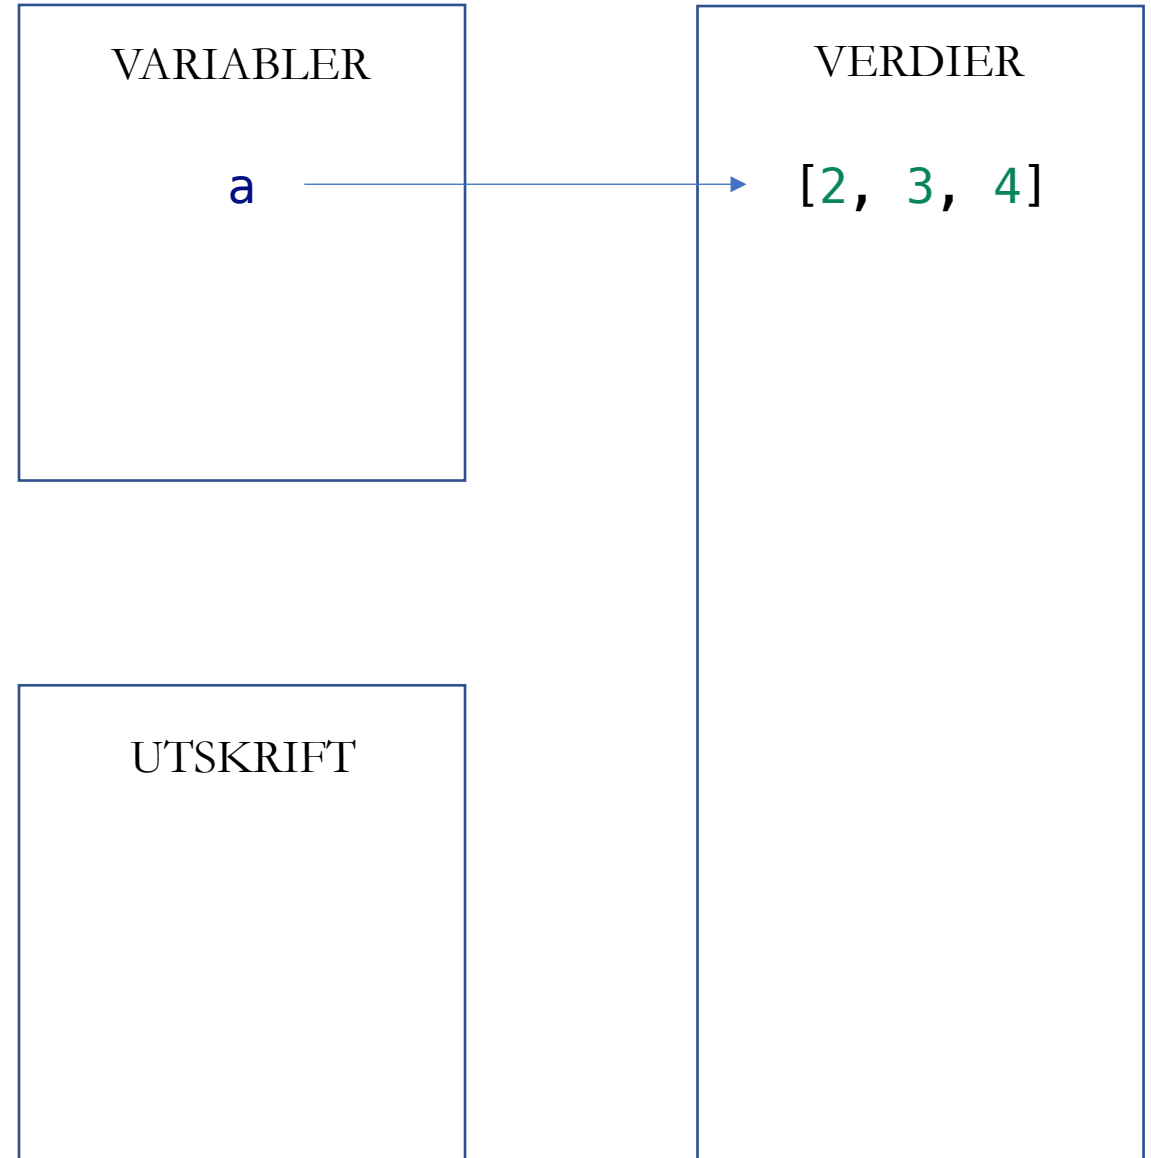 VARIABLER
a
VERDIER
[2, 3, 4]
UTSKRIFT